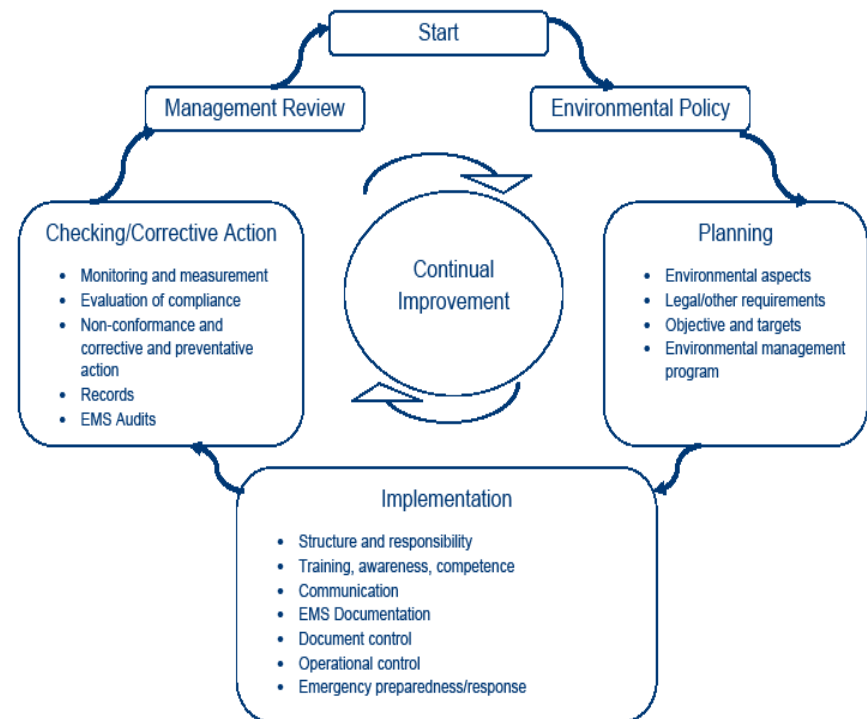 Start
Management Review
Environmental Policy
Checking/Corrective Action
• Monitoring and measurement
• Evaluation of compliance
• Non-conformance and
corrective and preventative
action
• Records
• EMS Audits
Continual
Improvement
Planning
• Environmental aspects
• Legal/other requirements
• Objective and targets
• Environmental management
program
Implementation
• Structure and responsibility
• Training, awareness, competence
• Communication
• EMS Documentation
• Document control
• Operational control
• Emergency preparedness/response